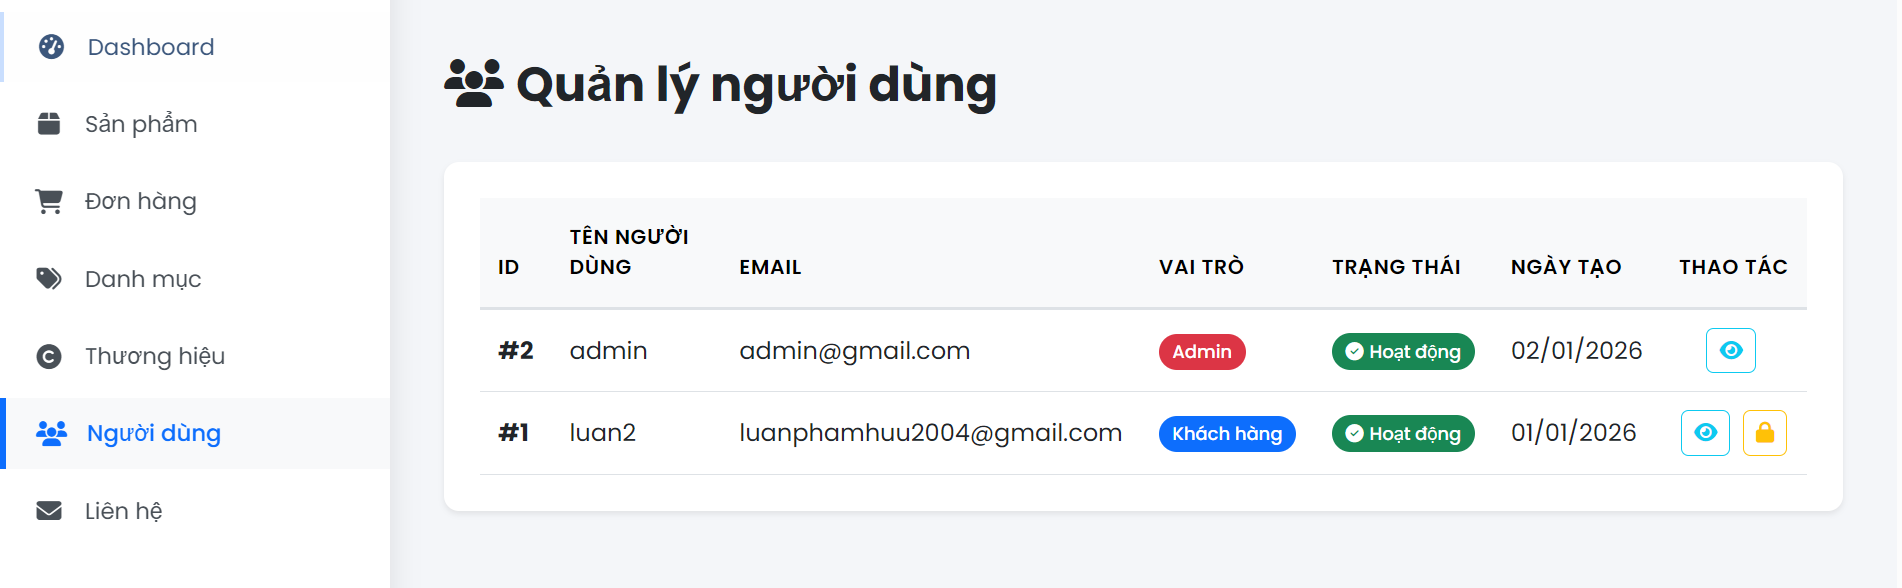 Dashboard
Sản phẩm
Đơn hàng
Danh mục
Thương hiệu
Người dùng
Liên hệ
Quản lý người dùng
ID TÊN NGƯỜI DÙNG EMAIL VAI TRÒ TRẠNG THÁI NGÀY TẠO THAO TÁC
#2 admin admin@gmail.com Admin Hoạt động 02/01/2026
#1 luan2 luanphamhuu2004@gmail.com Khách hàng Hoạt động 01/01/2026